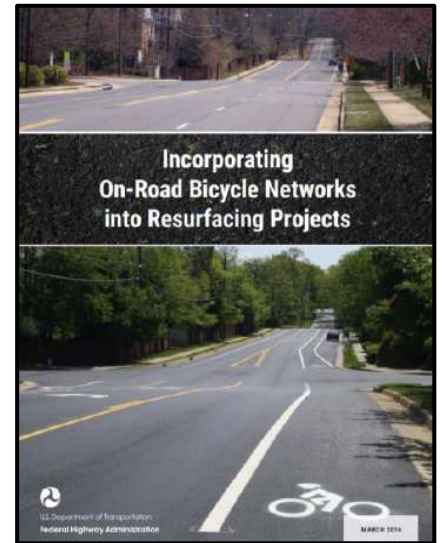 Incorporating
On-Road Bicycle Networks
into Resurfacing Projects
U.S. Department of Transportation
Federal Highway Administration
MARCH 2016